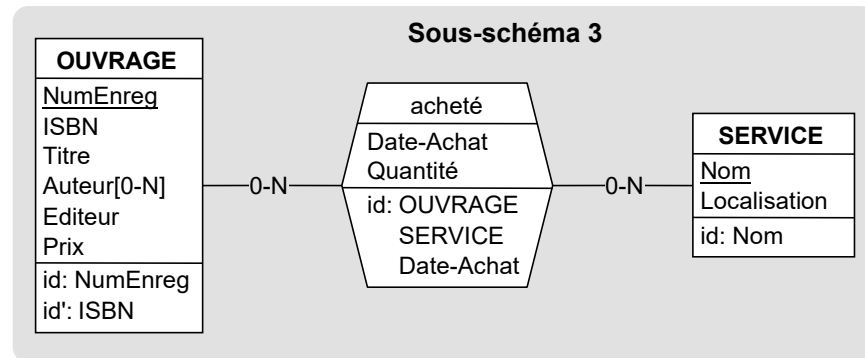 Sous-schéma 3
OUVRAGE
NumEnreg
ISBN
Titre
Auteur[0-N]
Editeur
Prix
id: NumEnreg
id': ISBN
0-N
acheté
Date-Achat
Quantité
id: OUVRAGE
SERVICE
Date-Achat
0-N
SERVICE
Nom
Localisation
id: Nom